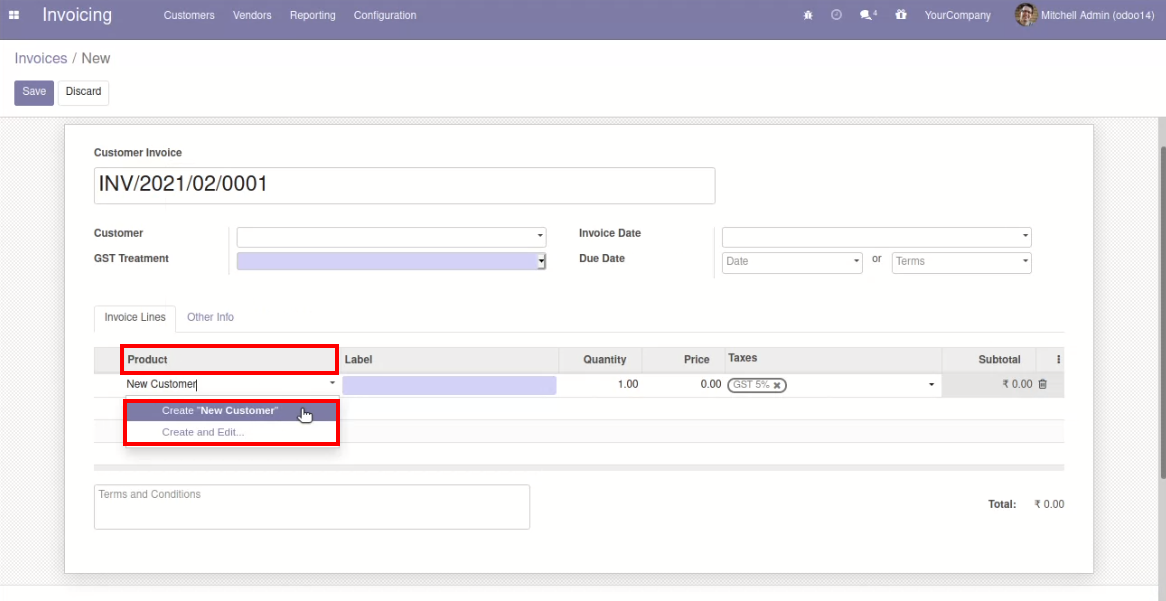 Invoicing Customers Vendors Reporting Configuration 4 YourCompany Mitchell Admin (odoo14)
Invoices / New
Save Discard
Customer Invoice
INV/2021/02/0001
Customer Invoice Date
GST Treatment Due Date Date or Terms
Invoice Lines Other Info
Product Label Quantity Price Taxes Subtotal
New Customer 1.00 0.00 GST 5% ₹ 0.00
Create "New Customer"
Create and Edit...
Terms and Conditions
Total: ₹ 0.00